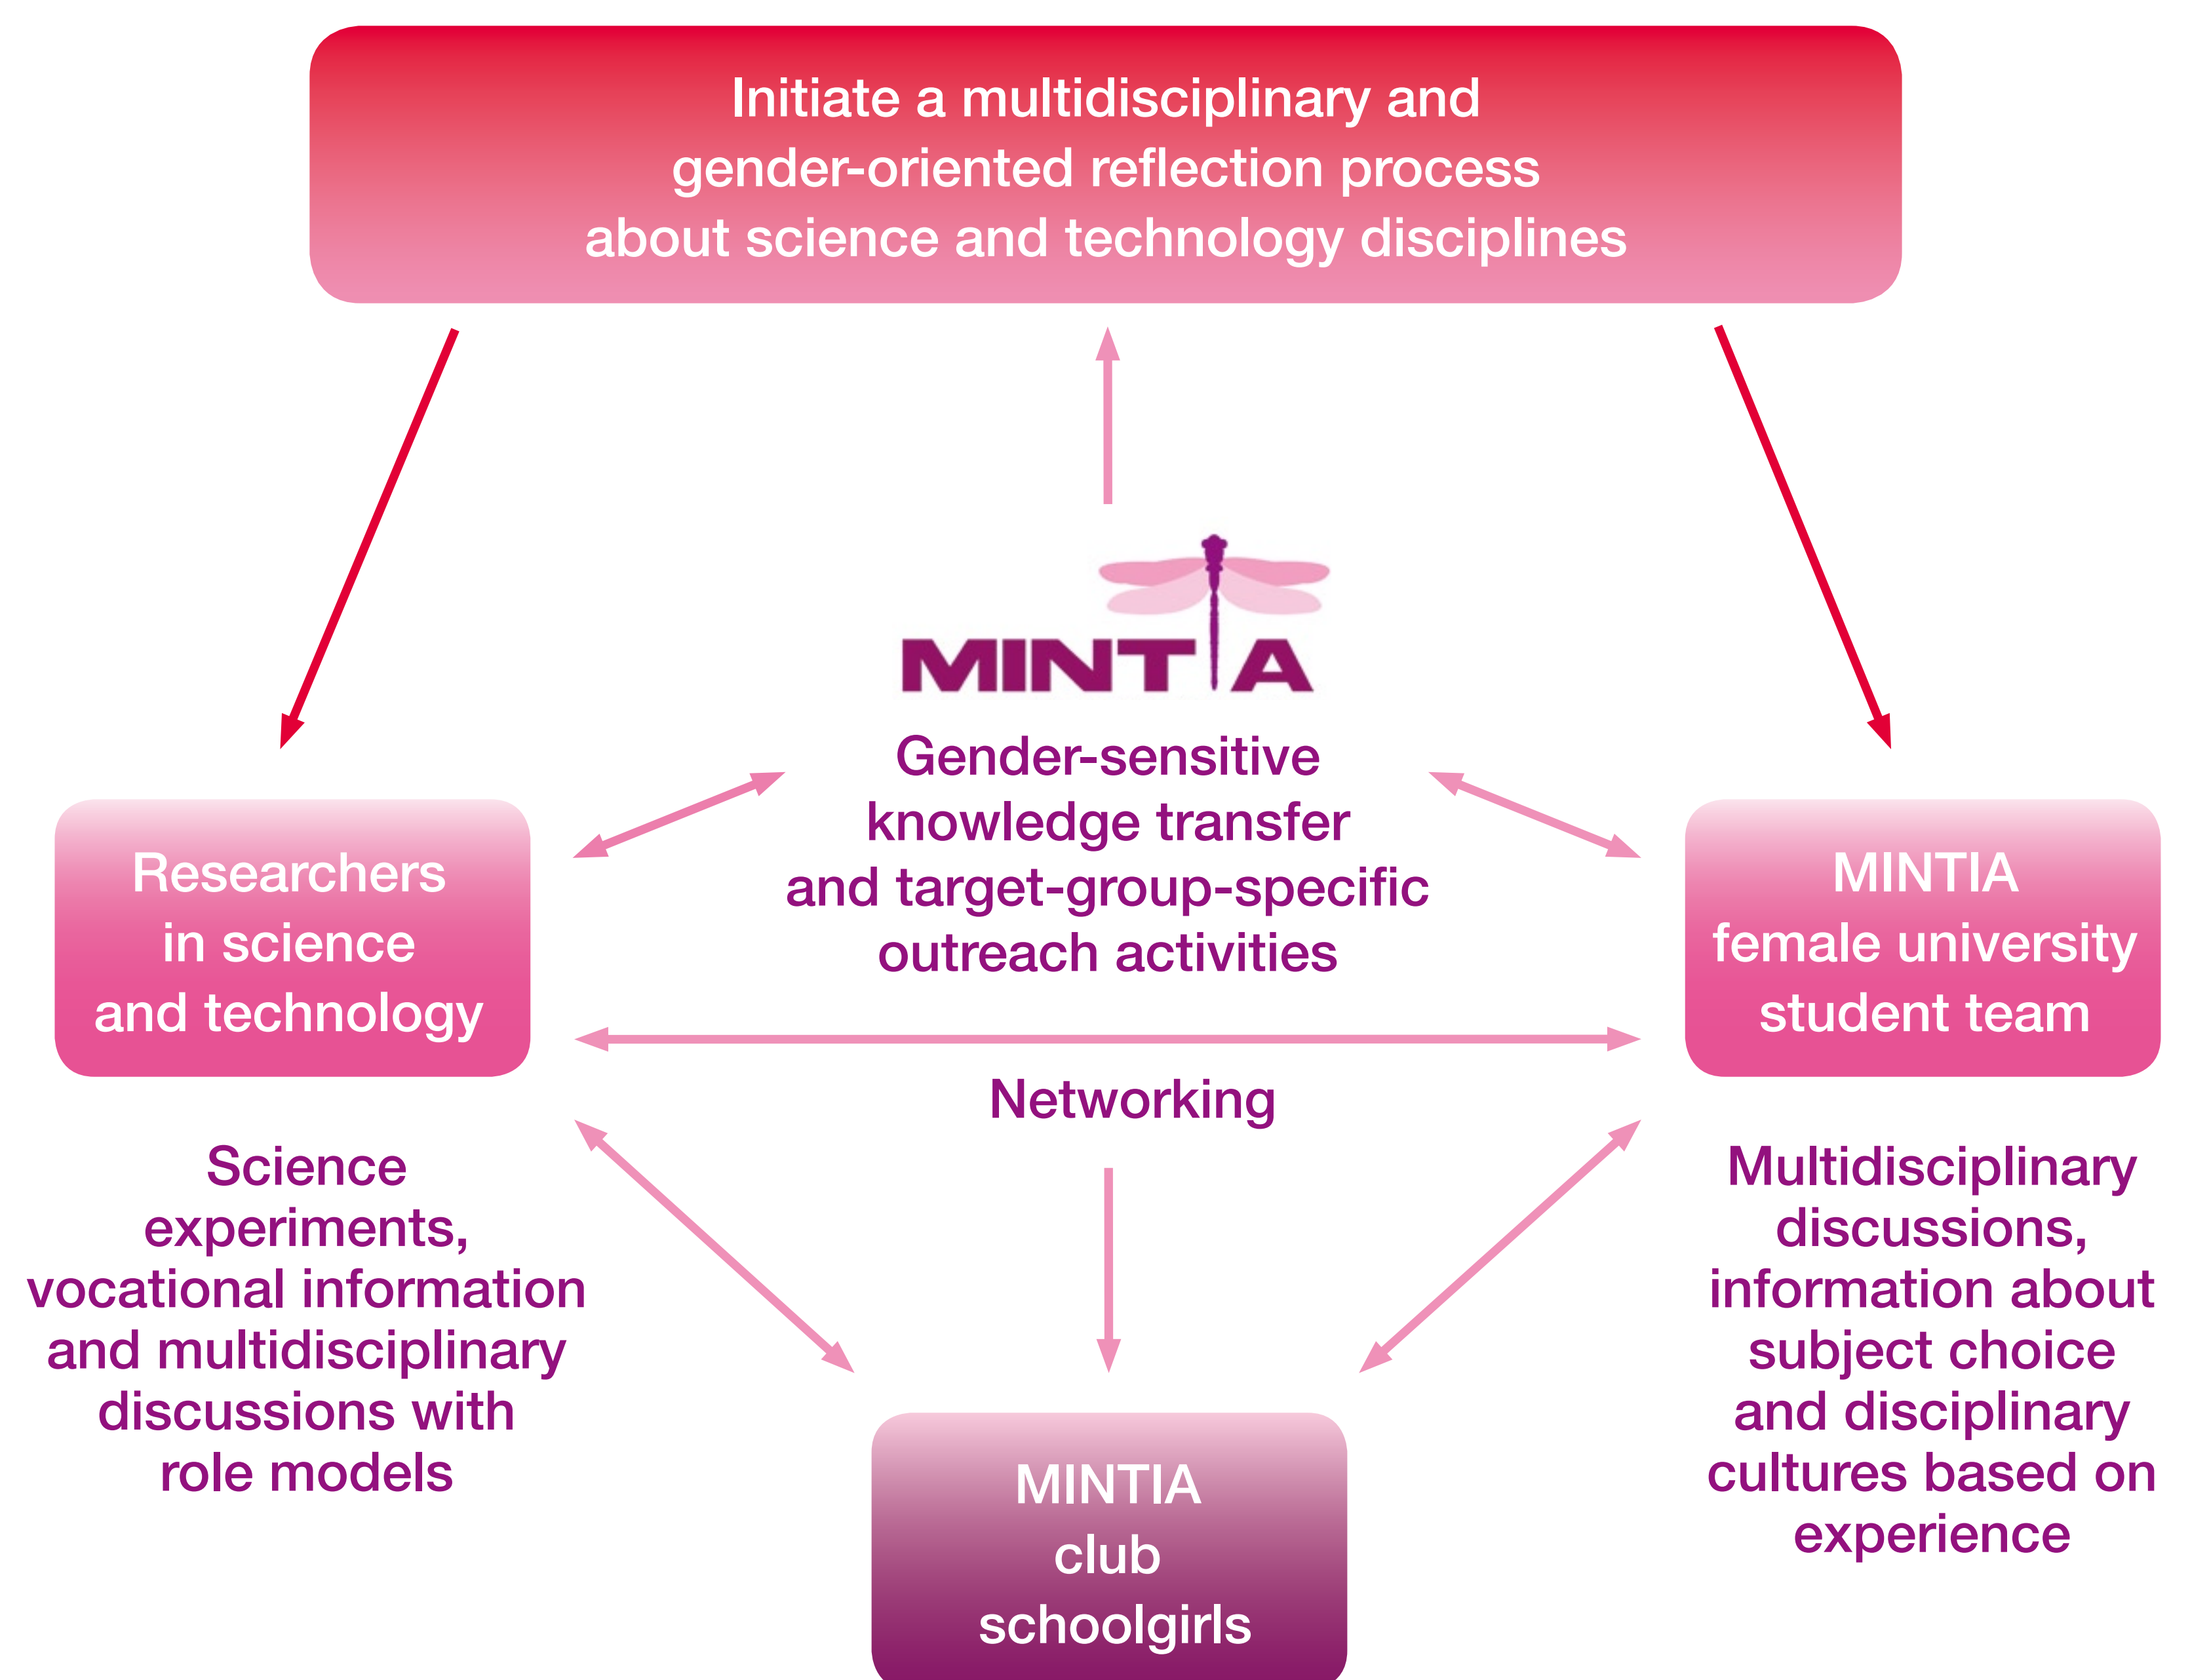 Initiate a multidisciplinary and
gender-oriented reflection process
about science and technology disciplines
MINTIA
Gender-sensitive
knowledge transfer
and target-group-specific
outreach activities
Researchers
in science
and technology
MINTIA
female university
student team
Networking
Science
experiments,
vocational information
and multidisciplinary
discussions with
role models
Multidisciplinary
discussions,
information about
subject choice
and disciplinary
cultures based on
experience
MINTIA
club
schoolgirls